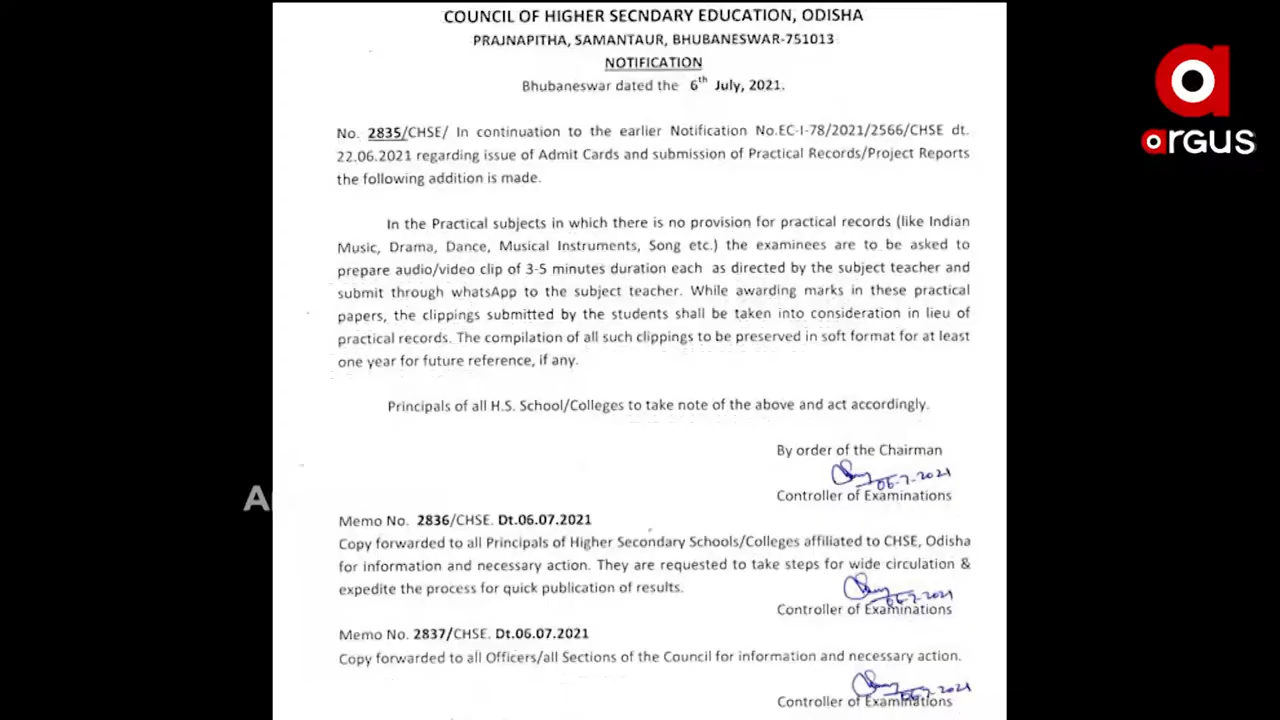 COUNCIL OF HIGHER SECNDARY EDUCATION, ODISHA
PRAJNAPITHA, SAMANTAUR, BHUBANESWAR-751013
NOTIFICATION
Bhubaneswar dated the 6th July, 2021.
No. 2835/CHSE/ In continuation to the earlier Notification No.EC-I-78/2021/2566/CHSE dt.
22.06.2021 regarding issue of Admit Cards and submission of Practical Records/Project Reports
the following addition is made.
In the Practical subjects in which there is no provision for practical records (like Indian
Music, Drama, Dance, Musical Instruments, Song etc.) the examinees are to be asked to
prepare audio/video clip of 3-5 minutes duration each as directed by the subject teacher and
submit through whatsApp to the subject teacher. While awarding marks in these practical
papers, the clippings submitted by the students shall be taken into consideration in lieu of
practical records. The compilation of all such clippings to be preserved in soft format for at least
one year for future reference, if any.
Principals of all H.S. School/Colleges to take note of the above and act accordingly.
By order of the Chairman
06-7-2021
Controller of Examinations
Memo No. 2836/CHSE. Dt.06.07.2021
Copy forwarded to all Principals of Higher Secondary Schools/Colleges affiliated to CHSE, Odisha
for information and necessary action. They are requested to take steps for wide circulation &
expedite the process for quick publication of results.
06-7-2021
Controller of Examinations
Memo No. 2837/CHSE. Dt.06.07.2021
Copy forwarded to all Officers/all Sections of the Council for information and necessary action.
06-7-2021
Controller of Examinations
argus